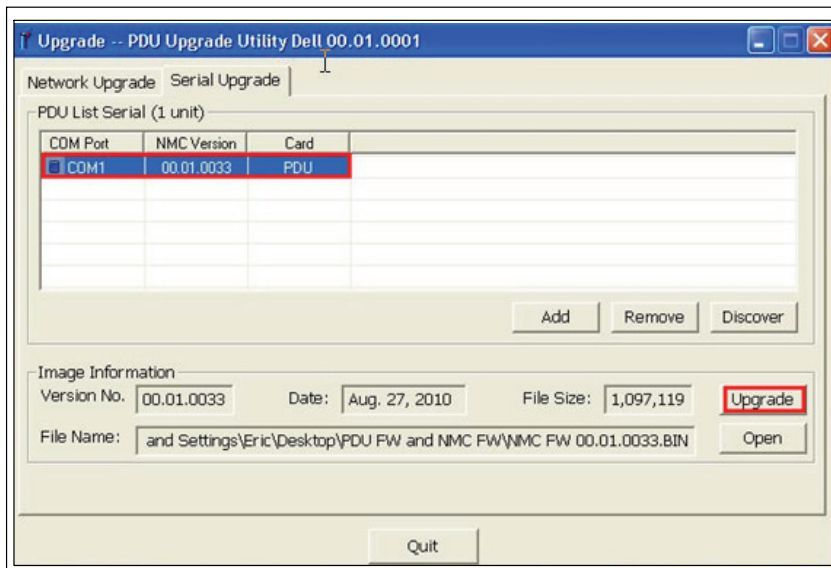 Upgrade -- PDU Upgrade Utility Dell 00.01.0001
Network Upgrade Serial Upgrade
PDU List Serial (1 unit)
COM Port NMC Version Card
COM1 00.01.0033 PDU
Add Remove Discover
Image Information
Version No. 00.01.0033 Date: Aug. 27, 2010 File Size: 1,097,119 Upgrade
File Name: and Settings\Eric\Desktop\PDU FW and NMC FW\NMC FW 00.01.0033.BIN Open
Quit